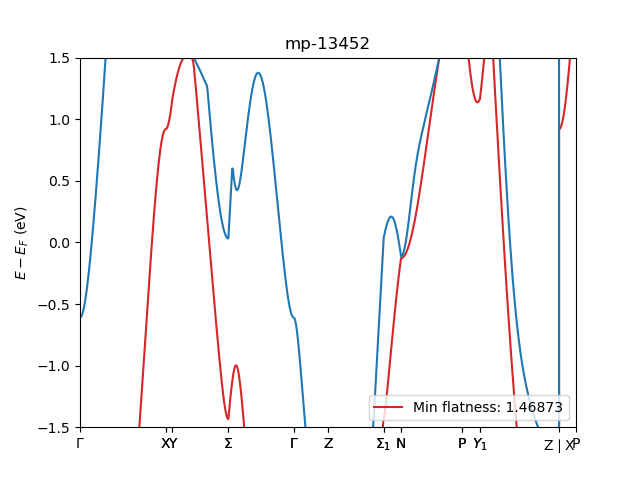 mp-13452
1.5
1.0
0.5
0.0
−0.5
−1.0
−1.5
E − E_F (eV)
Min flatness: 1.46873
Γ X Y Σ Γ Z Σ₁ N P Y₁ Z | X P